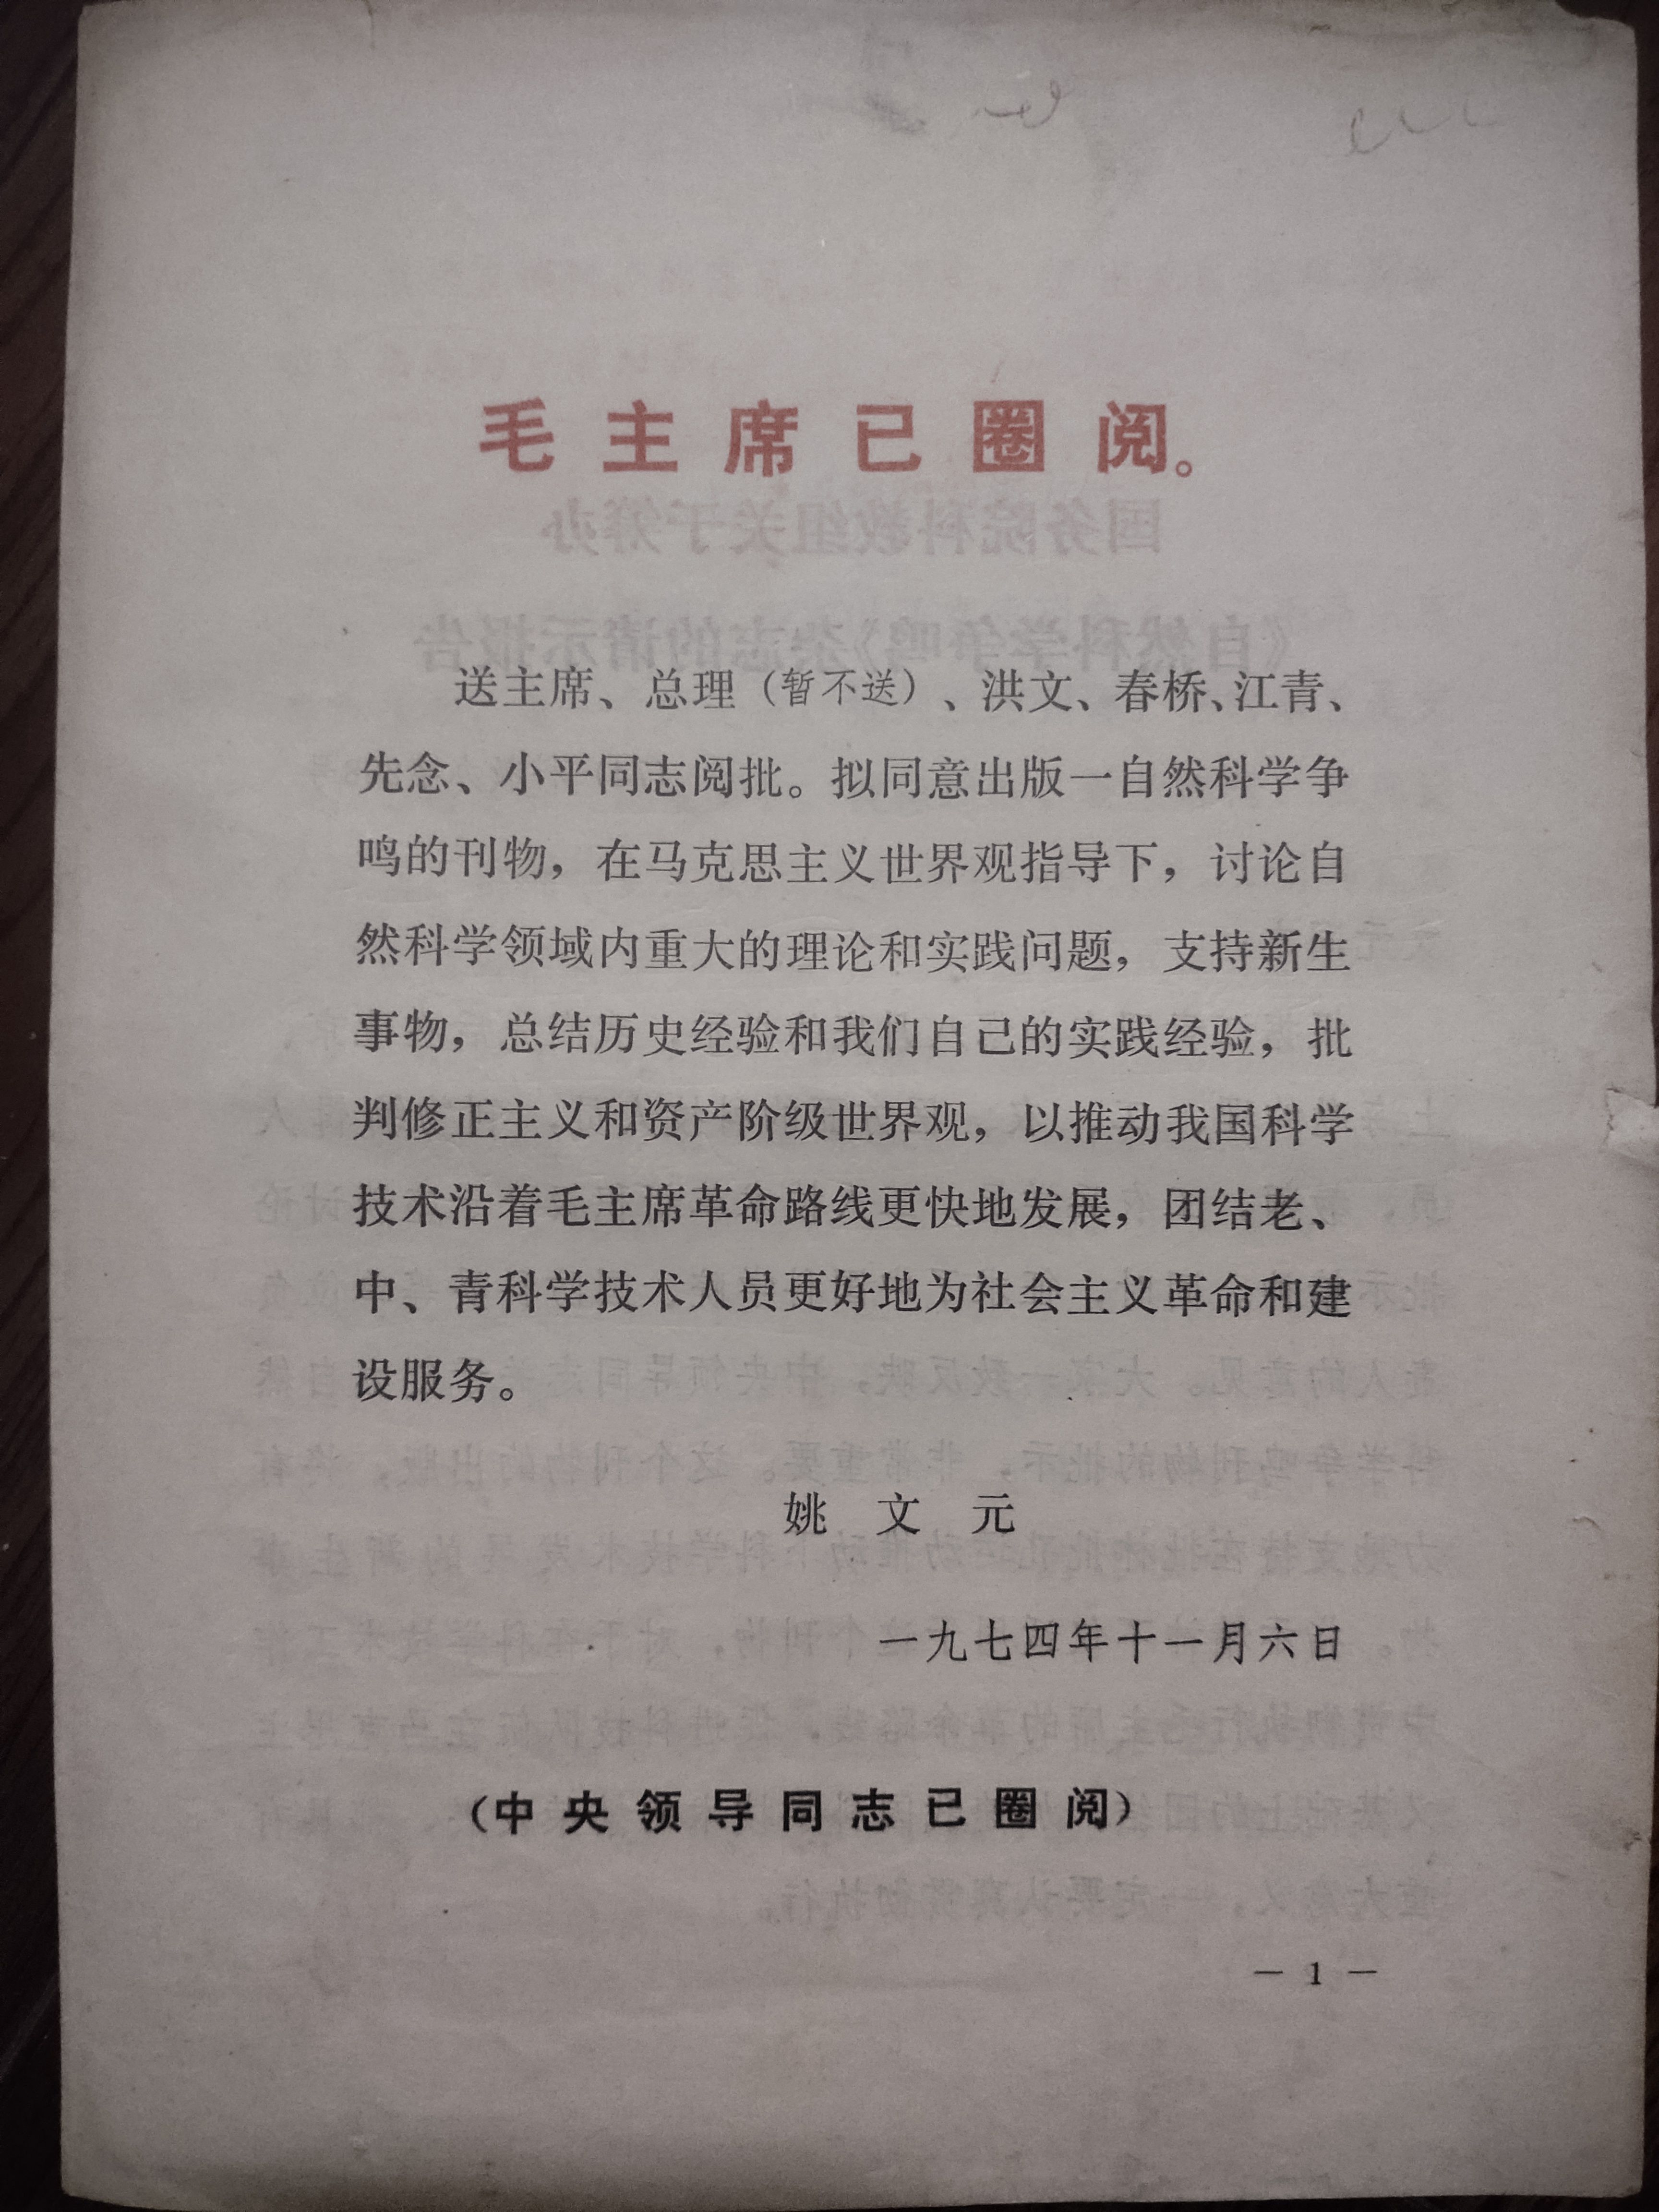 毛主席已圈阅。
送主席、总理（暂不送）、洪文、春桥、江青、
先念、小平同志阅批。拟同意出版一自然科学争
鸣的刊物，在马克思主义世界观指导下，讨论自
然科学领域内重大的理论和实践问题，支持新生
事物，总结历史经验和我们自己的实践经验，批
判修正主义和资产阶级世界观，以推动我国科学
技术沿着毛主席革命路线更快地发展，团结老、
中、青科学技术人员更好地为社会主义革命和建
设服务。
姚文元
一九七四年十一月六日
（中央领导同志已圈阅）
— 1 —